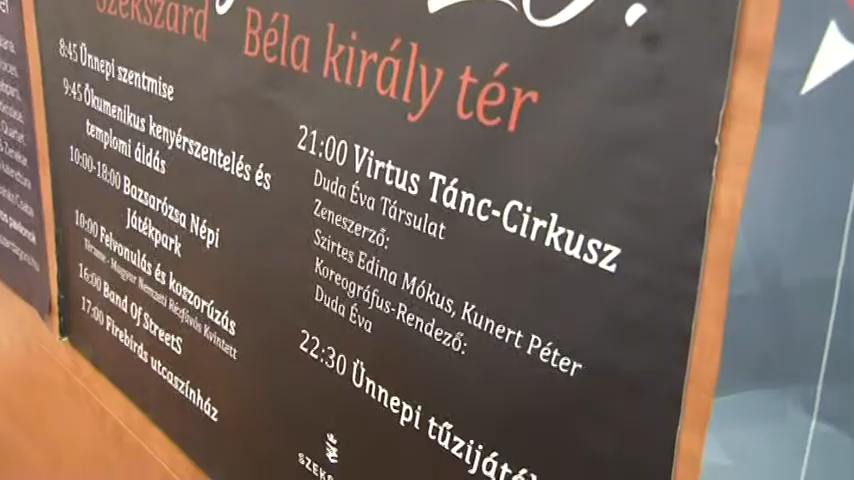 Szekszárd
Béla király tér
8:45 Ünnepi szentmise
9:45 Ökumenikus kenyérszentelés és
templomi áldás
10:00-18:00 Bazsarózsa Népi
Játékpark
10:00 Felvonulás és koszorúzás
Térzene - Magyar Nemzeti Rézfúvós Kvintett
16:00 Band Of StreetS
17:00 Firebirds utcaszínház
21:00 Virtus Tánc-Cirkusz
Duda Éva Társulat
Zeneszerző:
Szirtes Edina Mókus, Kunert Péter
Koreográfus-Rendező:
Duda Éva
22:30 Ünnepi tűzijáték